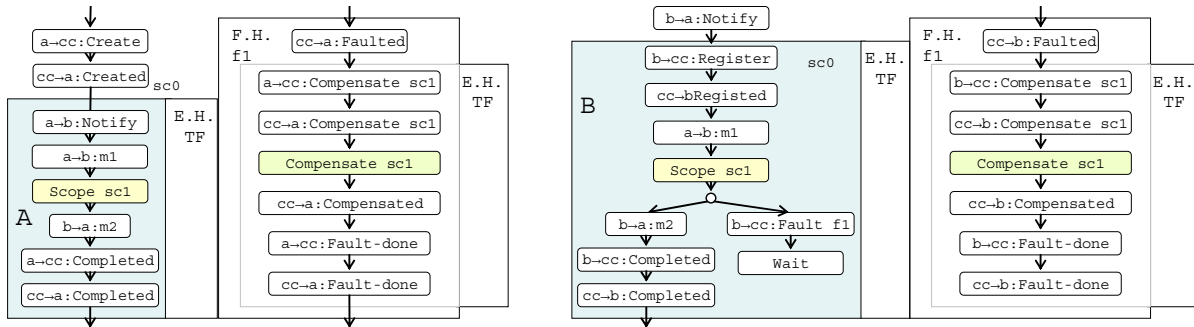 a→cc:Create
cc→a:Created
sc0
a→b:Notify
a→b:m1
Scope sc1
A
b→a:m2
a→cc:Completed
cc→a:Completed
E.H.
TF
F.H.
f1
cc→a:Faulted
a→cc:Compensate sc1
cc→a:Compensate sc1
Compensate sc1
cc→a:Compensated
a→cc:Fault-done
cc→a:Fault-done
E.H.
TF
b→a:Notify
b→cc:Register
sc0
cc→bRegisted
B
a→b:m1
Scope sc1
b→a:m2
b→cc:Fault f1
b→cc:Completed
Wait
cc→b:Completed
E.H.
TF
F.H.
f1
cc→b:Faulted
b→cc:Compensate sc1
cc→b:Compensate sc1
Compensate sc1
cc→b:Compensated
b→cc:Fault-done
cc→b:Fault-done
E.H.
TF